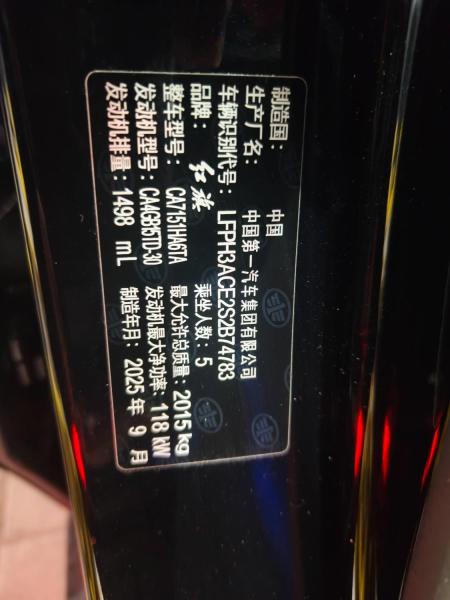 制造国： 中国
生产厂名： 中国第一汽车集团有限公司
车辆识别代号： LFPH3ACE2S2B74783
品牌： 红旗 乘坐人数： 5
整车型号： CA7151HA6TA 最大允许总质量： 2015 kg
发动机型号： CA4GB15TD-30 发动机最大净功率： 118 kW
发动机排量： 1498 mL 制造年月： 2025 年 9 月